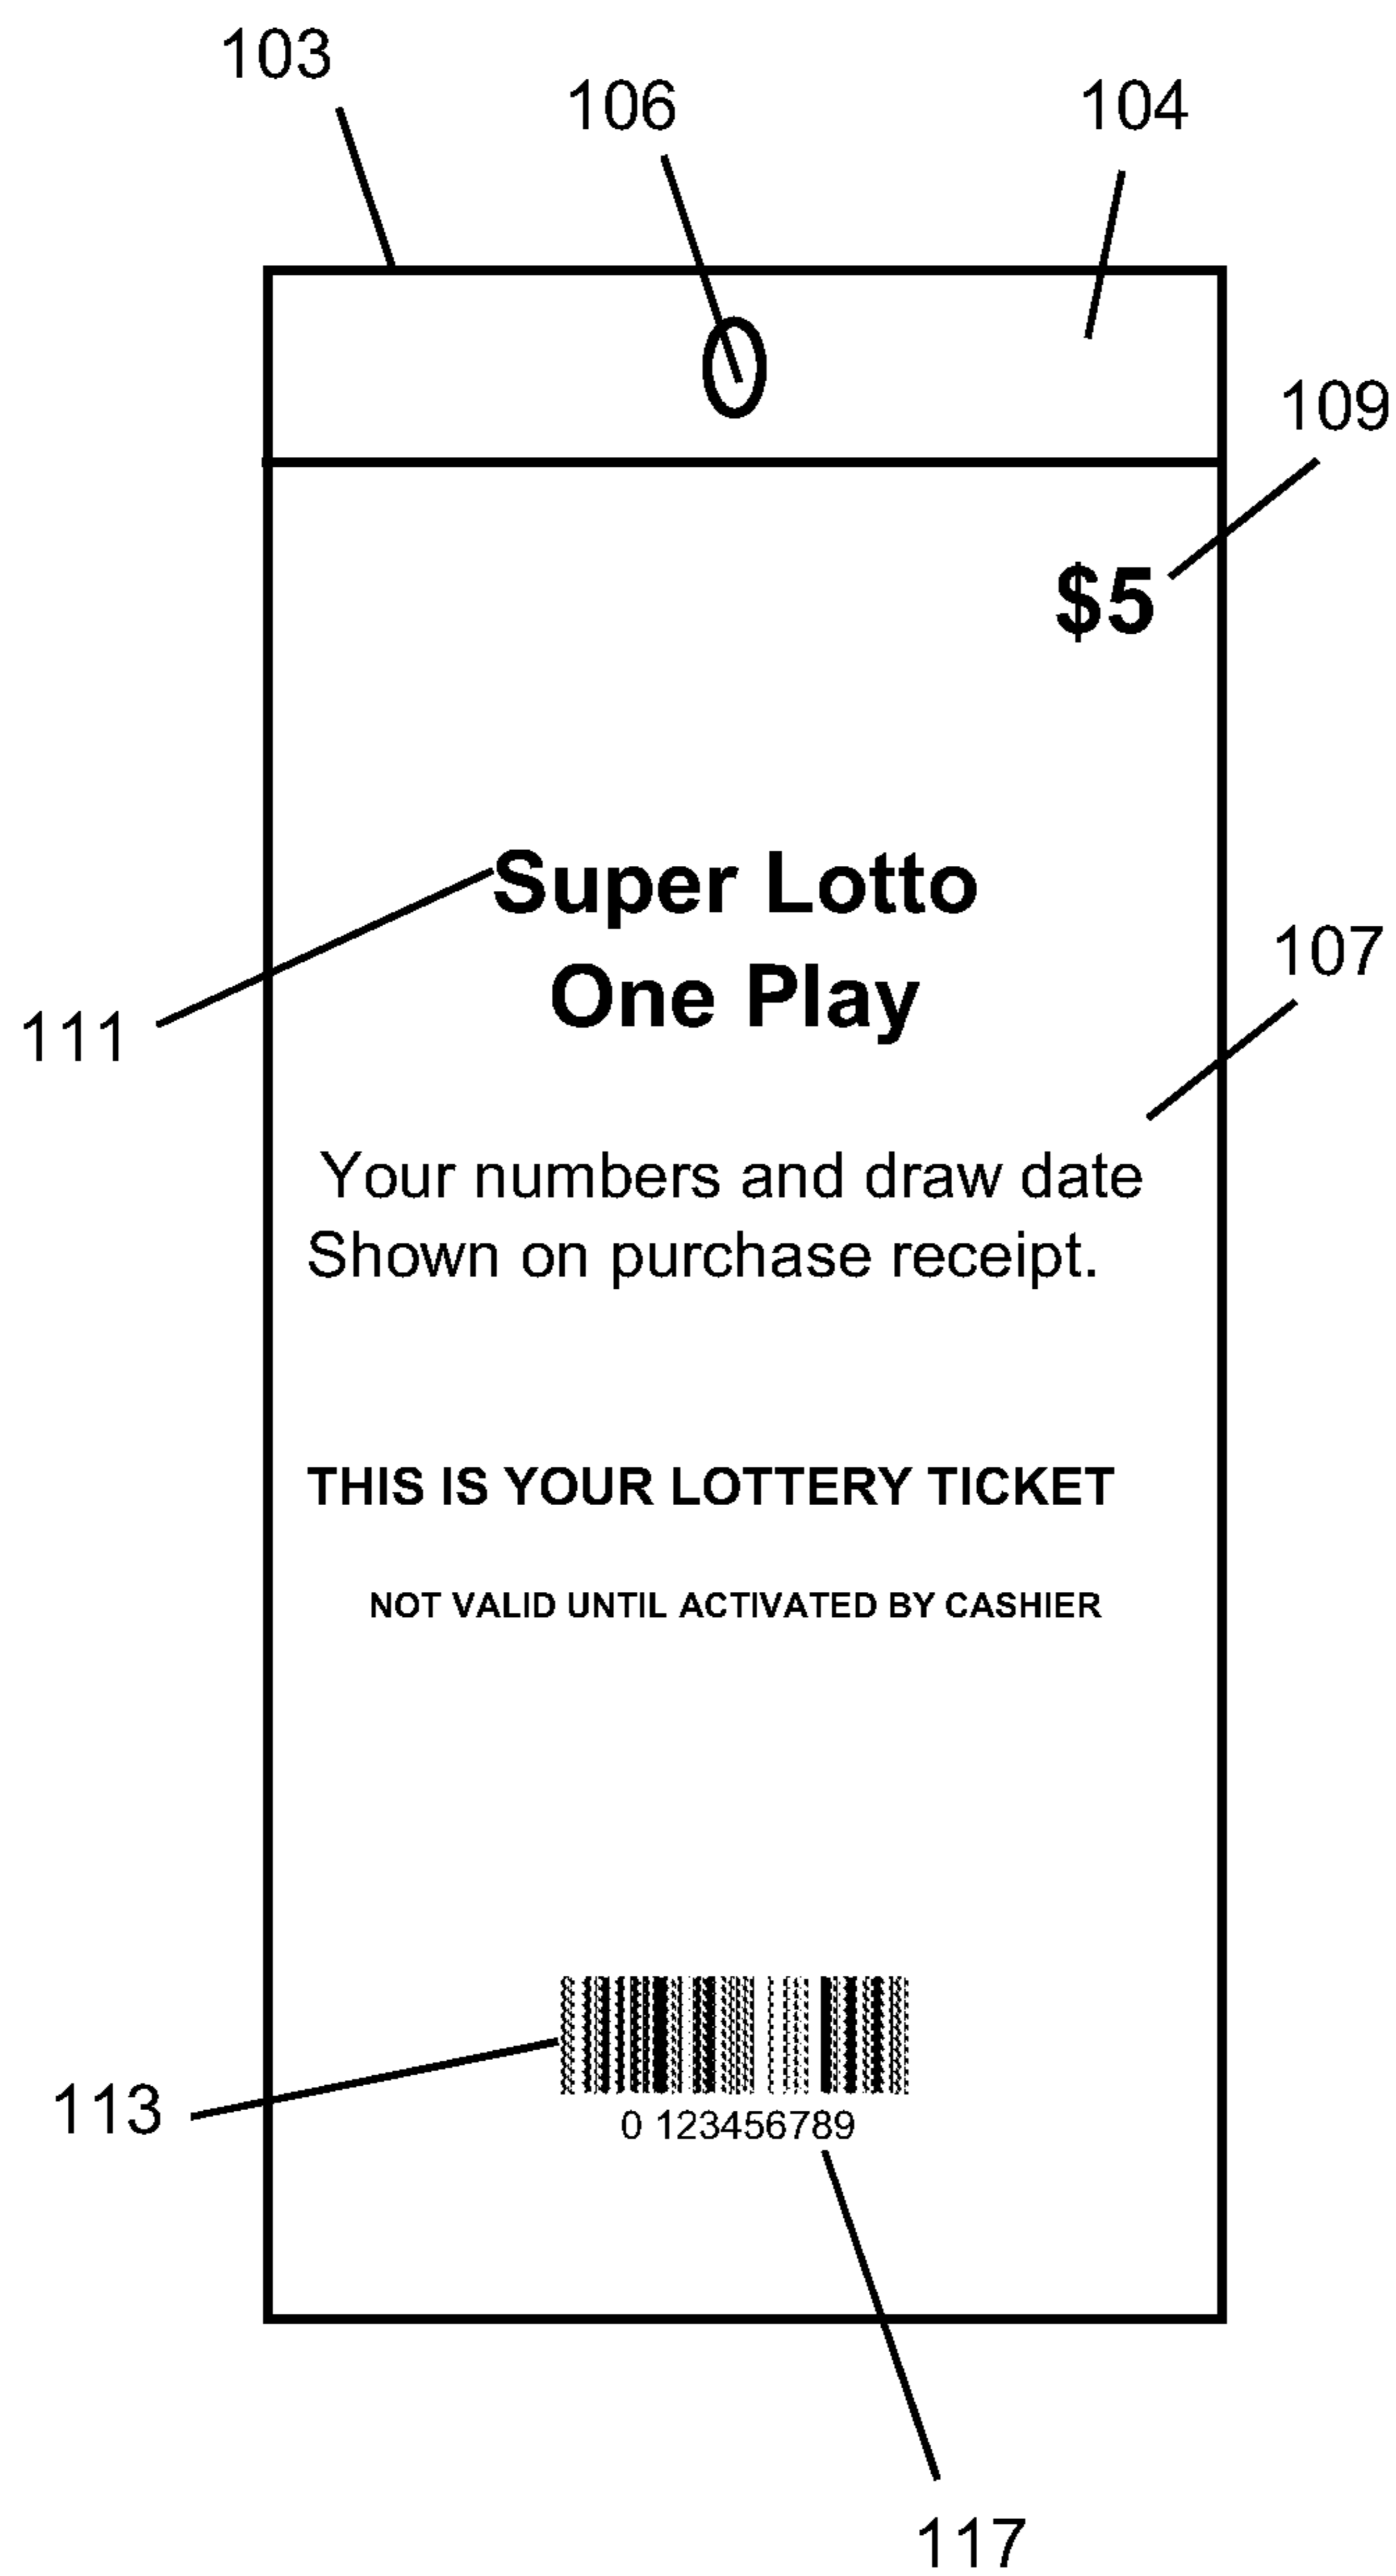 103
106
104
109
$5
Super Lotto
One Play
111
107
Your numbers and draw date
Shown on purchase receipt.
THIS IS YOUR LOTTERY TICKET
NOT VALID UNTIL ACTIVATED BY CASHIER
113
0 123456789
117